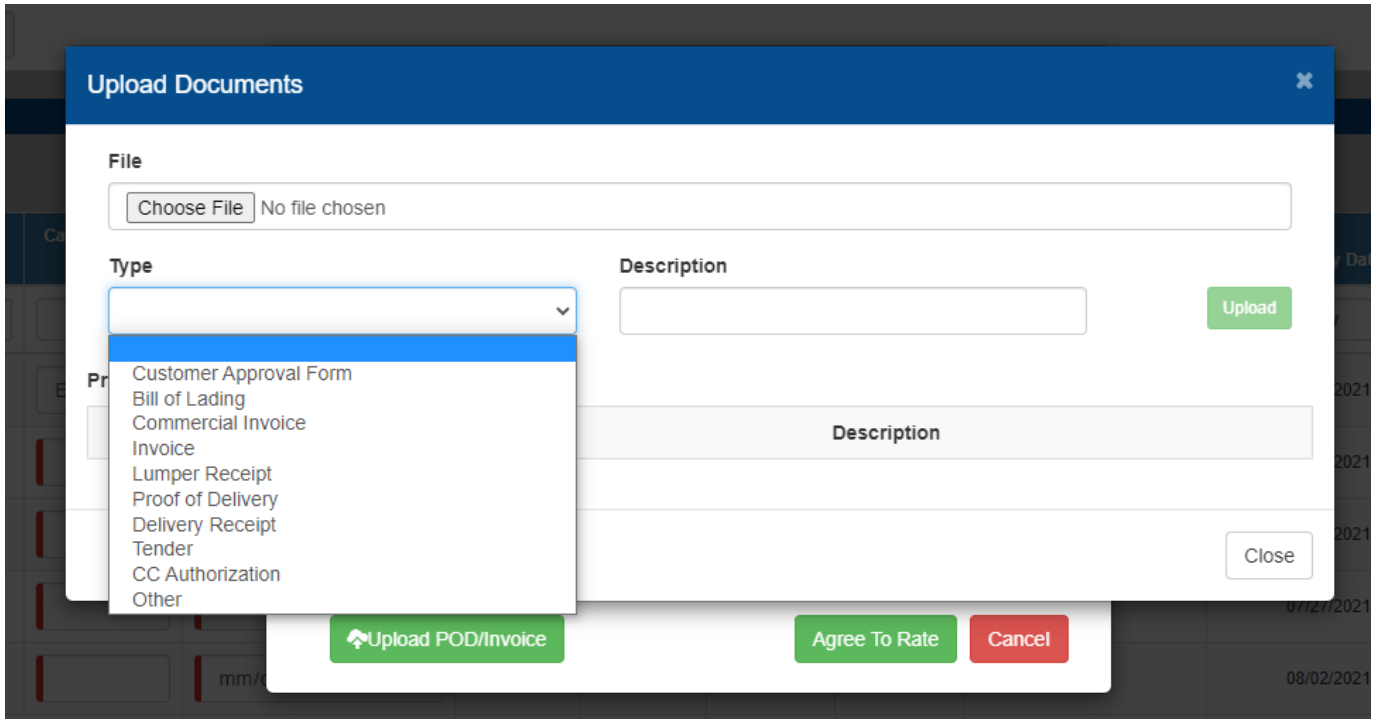 Upload Documents
File
Choose File No file chosen
Type
Description
Upload
Customer Approval Form
Bill of Lading
Commercial Invoice
Invoice
Lumper Receipt
Proof of Delivery
Delivery Receipt
Tender
CC Authorization
Other
Description
Close
Upload POD/Invoice
Agree To Rate
Cancel
07/27/2021
08/02/2021